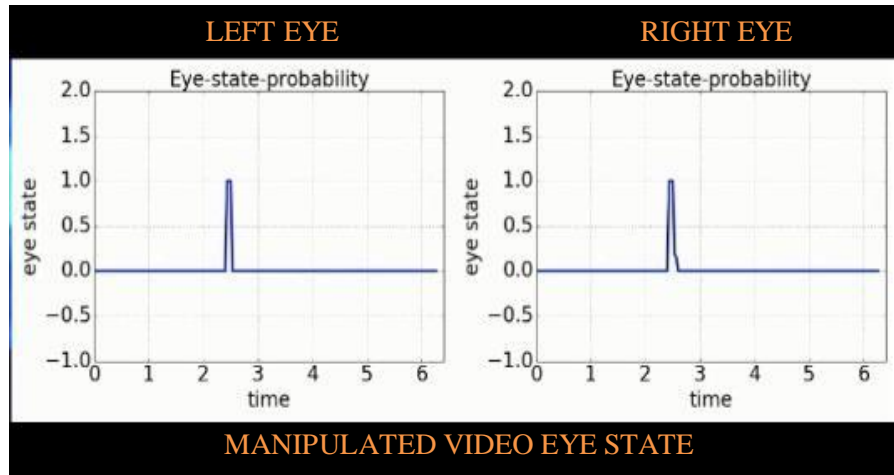 LEFT EYE
RIGHT EYE
Eye-state-probability
2.0
1.5
1.0
0.5
0.0
−0.5
−1.0
eye state
0 1 2 3 4 5 6
time
Eye-state-probability
2.0
1.5
1.0
0.5
0.0
−0.5
−1.0
eye state
0 1 2 3 4 5 6
time
MANIPULATED VIDEO EYE STATE